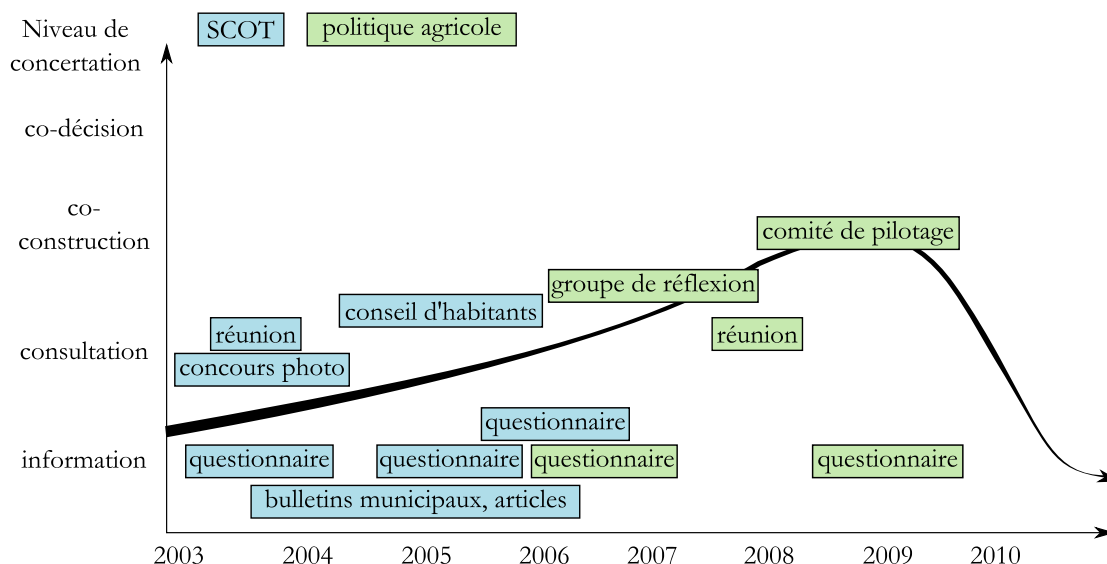 Niveau de
concertation
SCOT
politique agricole
co-décision
co-
construction
comité de pilotage
groupe de réflexion
conseil d'habitants
réunion
réunion
consultation
concours photo
questionnaire
information
questionnaire
questionnaire
questionnaire
questionnaire
bulletins municipaux, articles
2003
2004
2005
2006
2007
2008
2009
2010